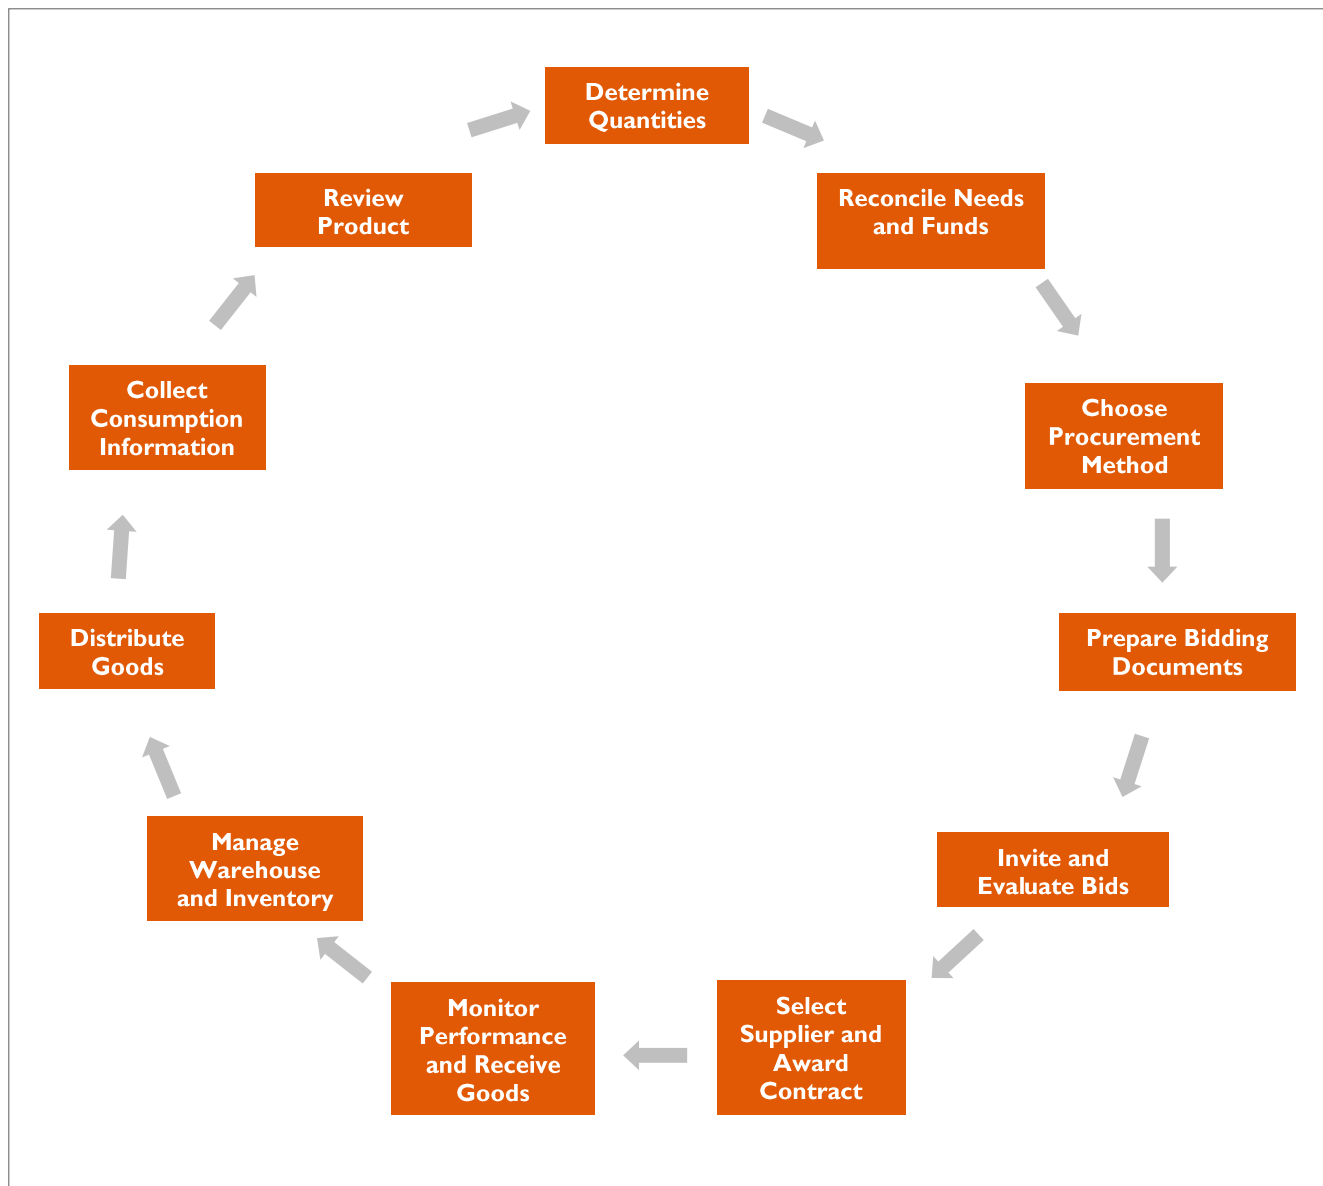 Determine
Quantities
Reconcile Needs
and Funds
Choose
Procurement
Method
Prepare Bidding
Documents
Invite and
Evaluate Bids
Select
Supplier and
Award
Contract
Monitor
Performance
and Receive
Goods
Manage
Warehouse
and Inventory
Distribute
Goods
Collect
Consumption
Information
Review
Product